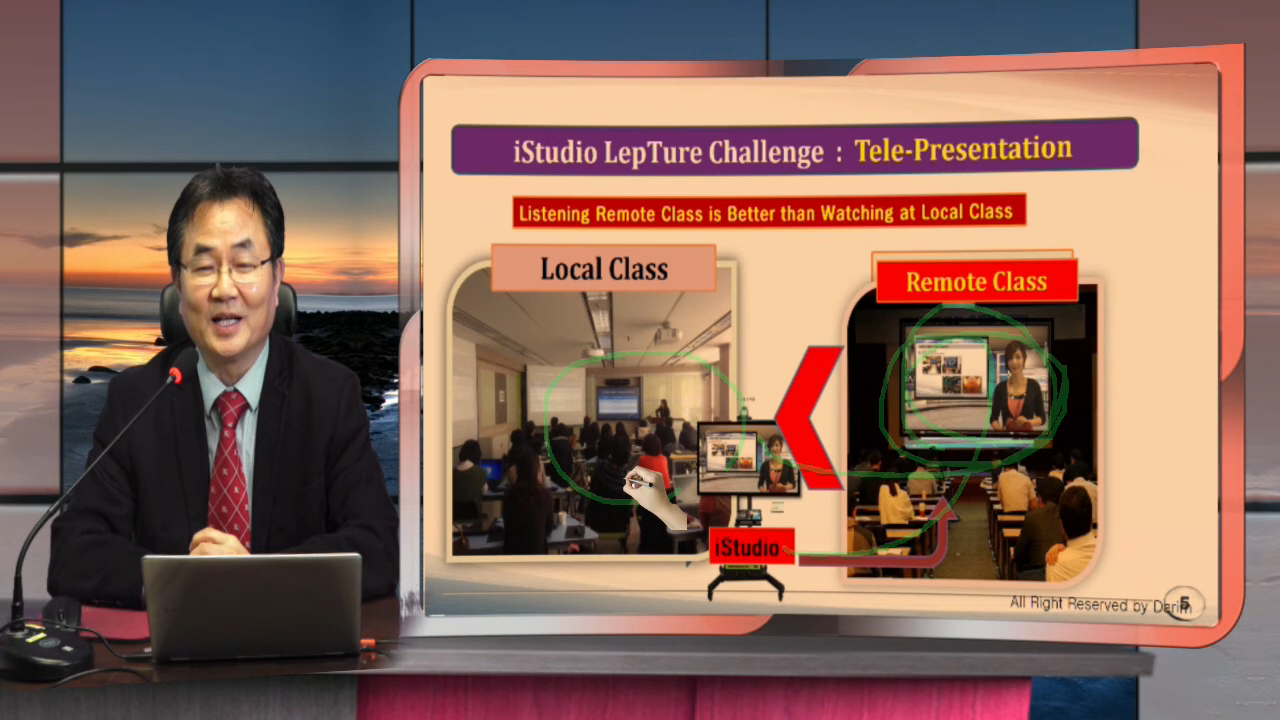 iStudio LepTure Challenge : Tele-Presentation
Listening Remote Class is Better than Watching at Local Class
Local Class
Remote Class
iStudio
All Right Reserved by Darim
5